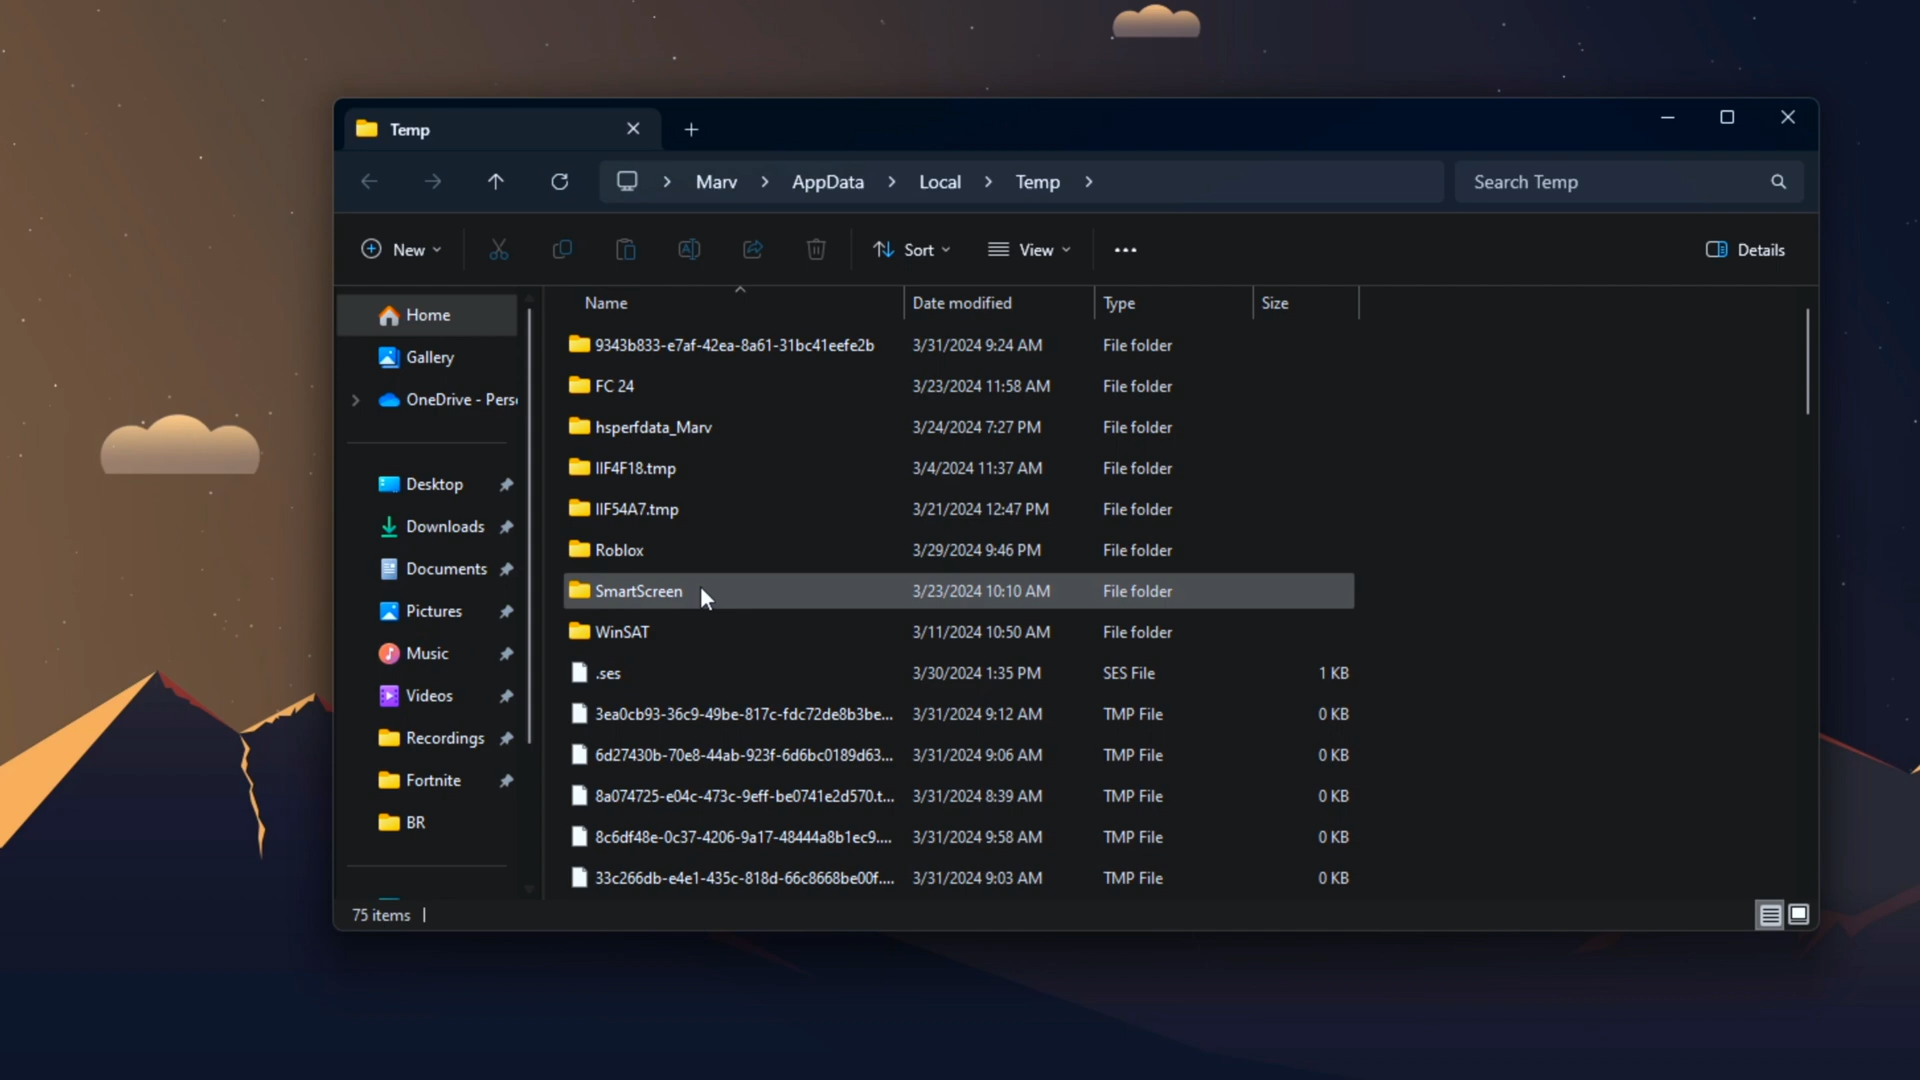 Temp
Marv > AppData > Local > Temp >
Search Temp
New
Sort
View
Details
Name Date modified Type Size
Home
Gallery
OneDrive - Pers
Desktop
Downloads
Documents
Pictures
Music
Videos
Recordings
Fortnite
BR
9343b833-e7af-42ea-8a61-31bc41eefe2b 3/31/2024 9:24 AM File folder
FC 24 3/23/2024 11:58 AM File folder
hsperfdata_Marv 3/24/2024 7:27 PM File folder
IIF4F18.tmp 3/4/2024 11:37 AM File folder
IIF54A7.tmp 3/21/2024 12:47 PM File folder
Roblox 3/29/2024 9:46 PM File folder
SmartScreen 3/23/2024 10:10 AM File folder
WinSAT 3/11/2024 10:50 AM File folder
.ses 3/30/2024 1:35 PM SES File 1 KB
3ea0cb93-36c9-49be-817c-fdc72de8b3be... 3/31/2024 9:12 AM TMP File 0 KB
6d27430b-70e8-44ab-923f-6d6bc0189d63... 3/31/2024 9:06 AM TMP File 0 KB
8a074725-e04c-473c-9eff-be0741e2d570.t... 3/31/2024 8:39 AM TMP File 0 KB
8c6df48e-0c37-4206-9a17-48444a8b1ec9.... 3/31/2024 9:58 AM TMP File 0 KB
33c266db-e4e1-435c-818d-66c8668be00f.... 3/31/2024 9:03 AM TMP File 0 KB
75 items